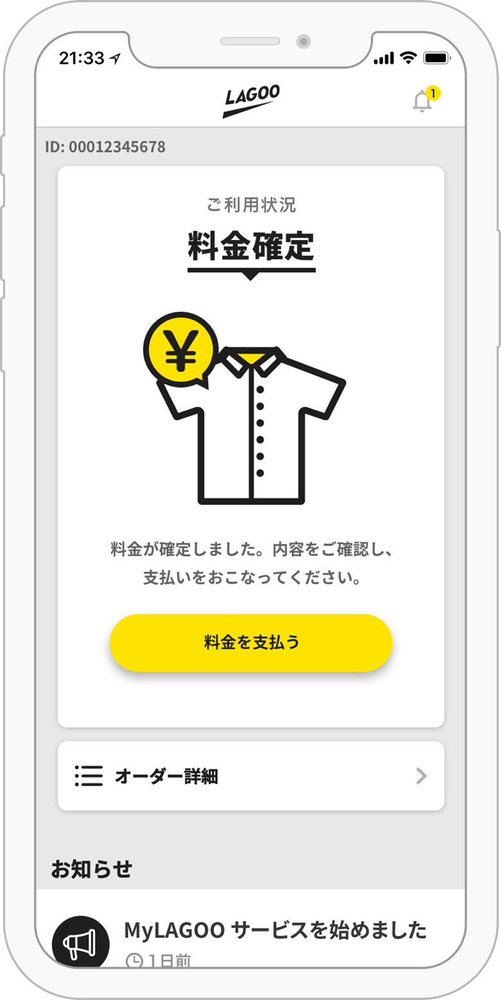 21:33
LAGOO
1
ID: 00012345678
ご利用状況
料金確定
¥
料金が確定しました。内容をご確認し、
支払いをおこなってください。
料金を支払う
オーダー詳細
お知らせ
MyLAGOO サービスを始めました
1日前